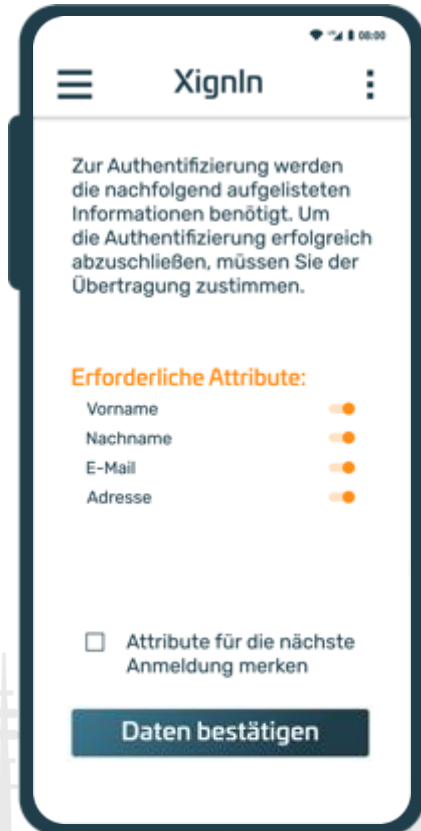 08:00
XignIn
Zur Authentifizierung werden
die nachfolgend aufgelisteten
Informationen benötigt. Um
die Authentifizierung erfolgreich
abzuschließen, müssen Sie der
Übertragung zustimmen.
Erforderliche Attribute:
Vorname
Nachname
E-Mail
Adresse
Attribute für die nächste
Anmeldung merken
Daten bestätigen